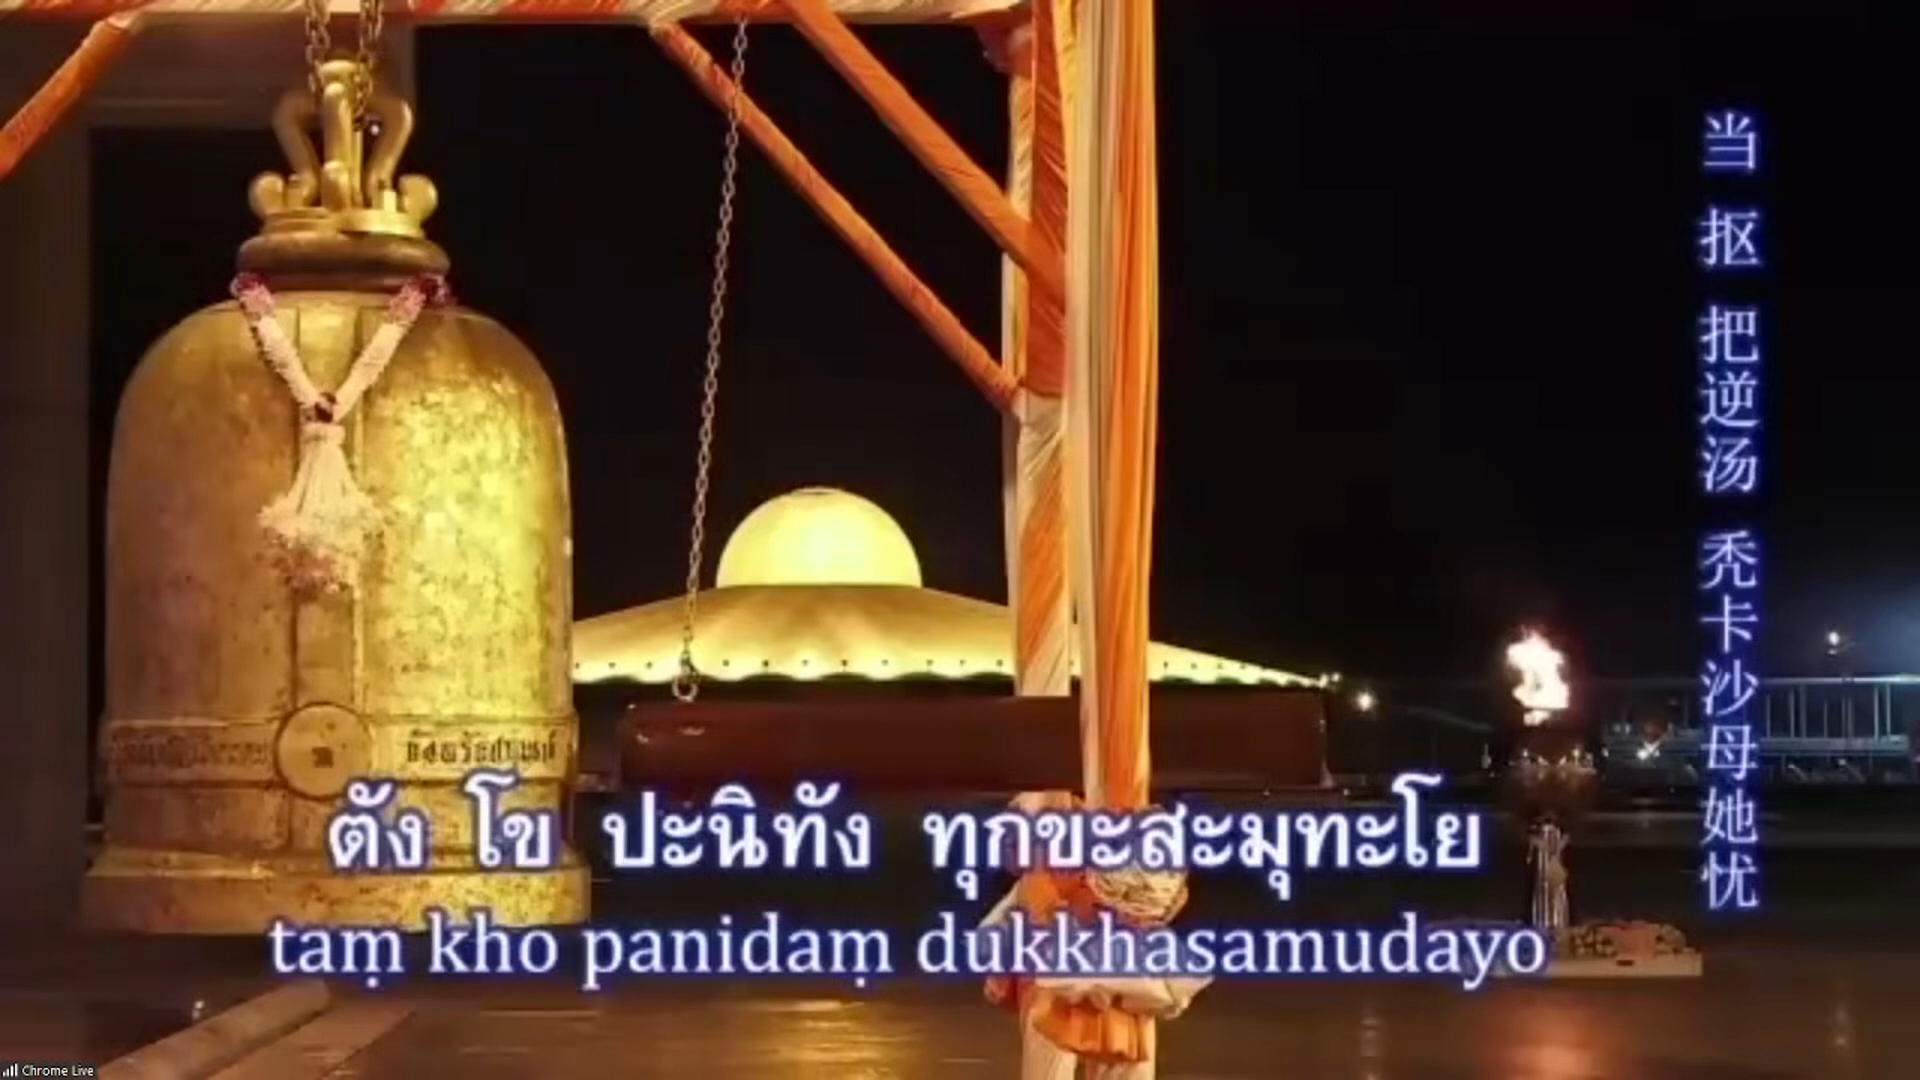 ตัง โข ปะนิทัง ทุกขะสะมุทะโย
taṃ kho panidaṃ dukkhasamudayo
当 抠 把逆汤 秃卡沙母她忧
Chrome Live